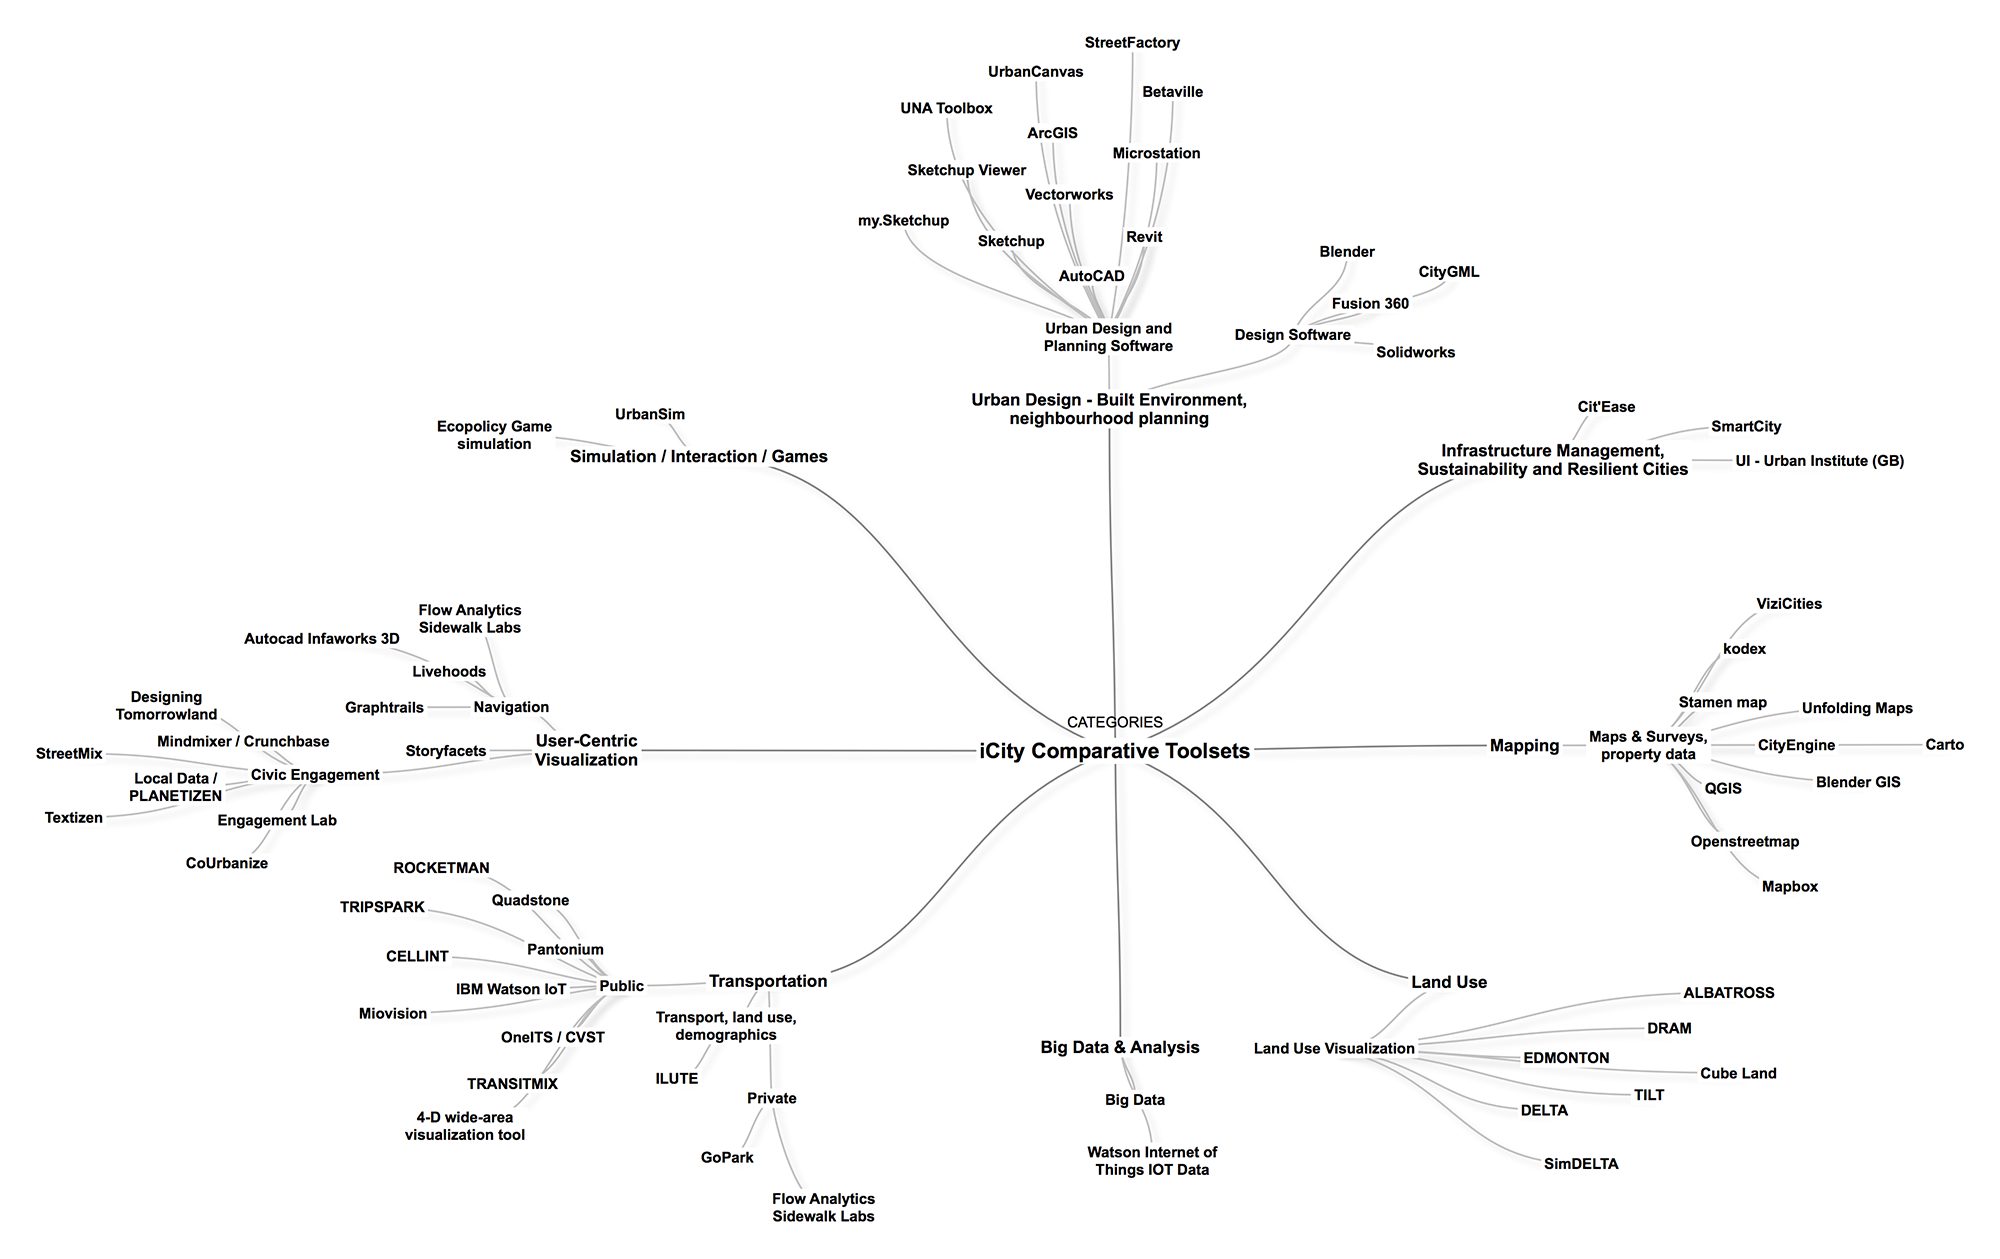 StreetFactory
UrbanCanvas
Betaville
UNA Toolbox
ArcGIS
Microstation
Sketchup Viewer
Vectorworks
my.Sketchup
Sketchup
Revit
AutoCAD
Urban Design and
Planning Software
Blender
CityGML
Fusion 360
Design Software
Solidworks
Urban Design - Built Environment,
neighbourhood planning
UrbanSim
Ecopolicy Game
simulation
Simulation / Interaction / Games
Cit'Ease
SmartCity
Infrastructure Management,
Sustainability and Resilient Cities
UI - Urban Institute (GB)
Flow Analytics
Sidewalk Labs
Autocad Infaworks 3D
Livehoods
Graphtrails
Navigation
Designing
Tomorrowland
Mindmixer / Crunchbase
StreetMix
Storyfacets
User-Centric
Visualization
Civic Engagement
Local Data /
PLANETIZEN
Textizen
Engagement Lab
CoUrbanize
CATEGORIES
iCity Comparative Toolsets
ViziCities
kodex
Stamen map
Unfolding Maps
Mapping
Maps & Surveys,
property data
CityEngine
Carto
Blender GIS
QGIS
Openstreetmap
Mapbox
ROCKETMAN
Quadstone
TRIPSPARK
Pantonium
CELLINT
IBM Watson IoT
Public
Transportation
Miovision
OneITS / CVST
Transport, land use,
demographics
TRANSITMIX
ILUTE
4-D wide-area
visualization tool
Private
GoPark
Flow Analytics
Sidewalk Labs
Big Data & Analysis
Big Data
Watson Internet of
Things IOT Data
Land Use
Land Use Visualization
ALBATROSS
DRAM
EDMONTON
Cube Land
TILT
DELTA
SimDELTA